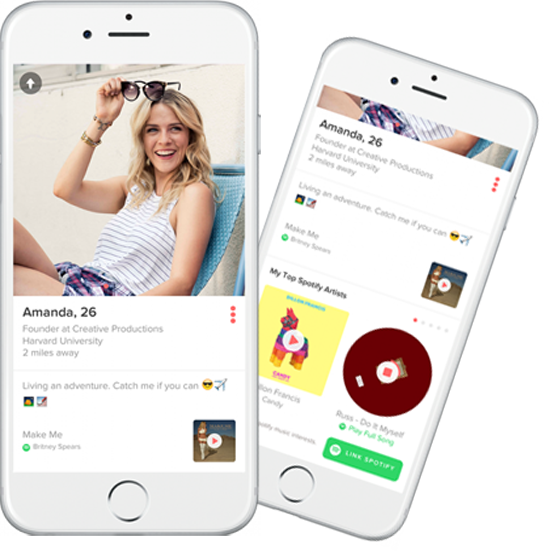 Amanda, 26
Founder at Creative Productions
Harvard University
2 miles away
Living an adventure. Catch me if you can 😎✈️
Make Me
Britney Spears
Amanda, 26
Founder at Creative Productions
Harvard University
2 miles away
Living an adventure. Catch me if you can 😎✈️
Make Me
Britney Spears
My Top Spotify Artists
DILLON FRANCIS
CANDY
llon Francis
Candy
Russ - Do It Myself
Play Full Song
potify music interests.
LINK SPOTIFY